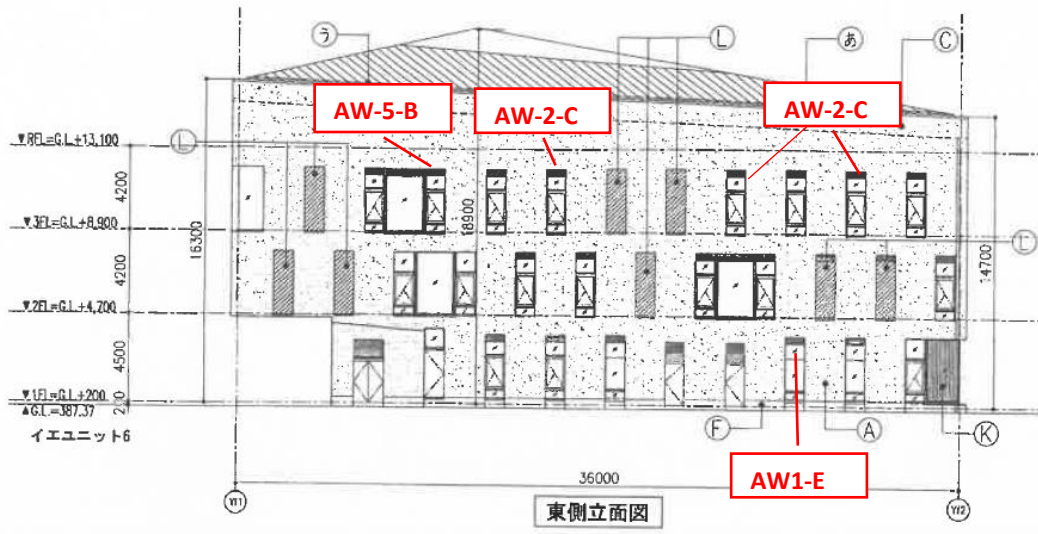 う
L
あ
C
AW-5-B
AW-2-C
AW-2-C
▼RFL=G.L.+13,100
L
4200
18900
16300
▼3FL=G.L.+8,900
4200
14700
▼2FL=G.L.+4,700
4500
▼1FL=G.L.+200
200
▲G.L.=387.37
イエユニット6
F
A
K
AW1-E
36000
東側立面図